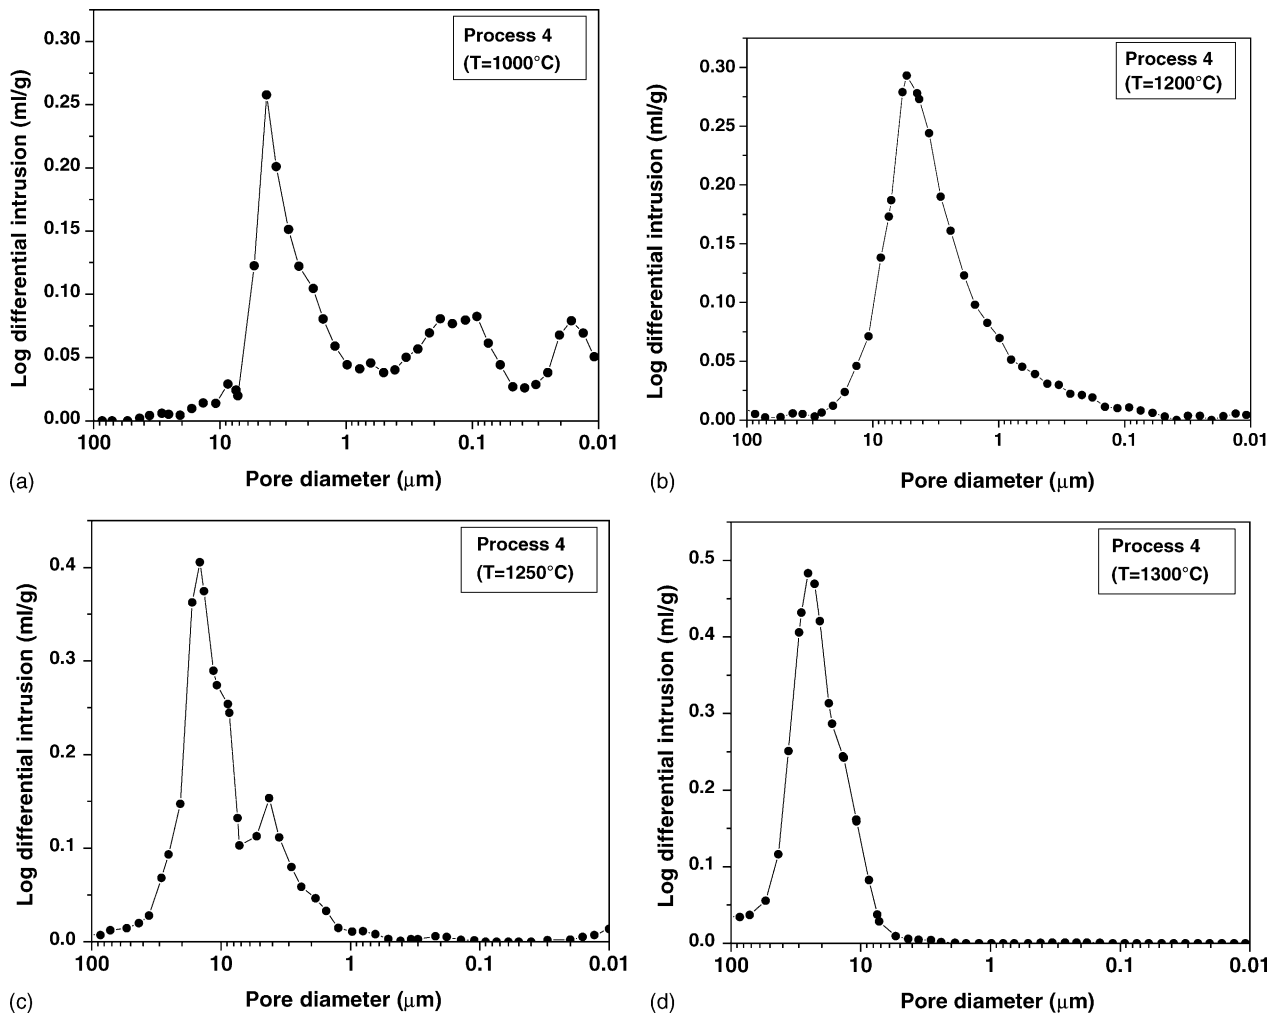 Process 4
(T=1000°C)
Log differential intrusion (ml/g)
0.30
0.25
0.20
0.15
0.10
0.05
0.00
100
10
1
0.1
0.01
Pore diameter (μm)
(a)
Process 4
(T=1200°C)
Log differential intrusion (ml/g)
0.30
0.25
0.20
0.15
0.10
0.05
0.00
100
10
1
0.1
0.01
Pore diameter (μm)
(b)
Process 4
(T=1250°C)
Log differential intrusion (ml/g)
0.4
0.3
0.2
0.1
0.0
100
10
1
0.1
0.01
Pore diameter (μm)
(c)
Process 4
(T=1300°C)
Log differential intrusion (ml/g)
0.5
0.4
0.3
0.2
0.1
0.0
100
10
1
0.1
0.01
Pore diameter (μm)
(d)